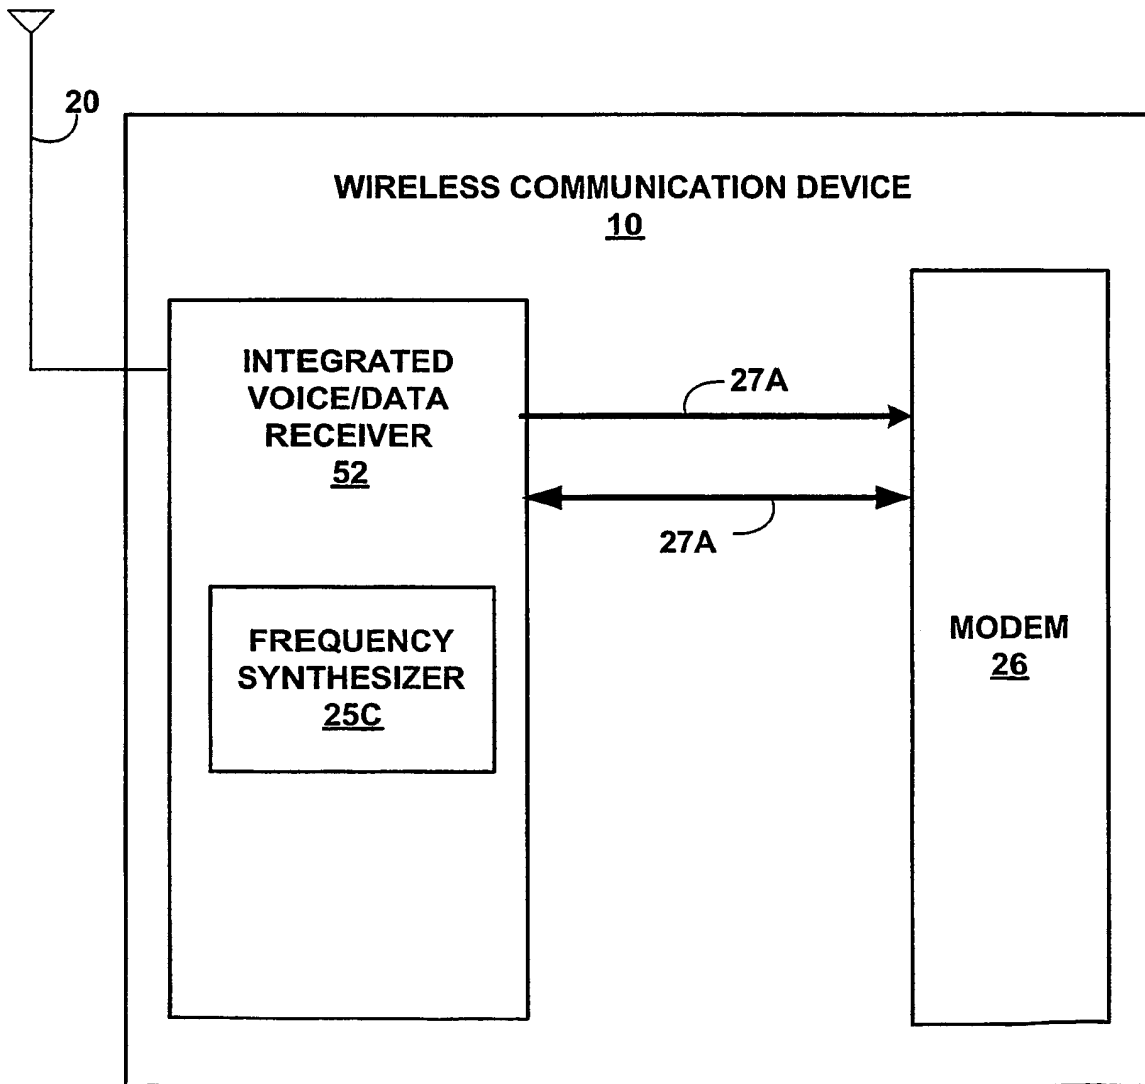 20
WIRELESS COMMUNICATION DEVICE
10
INTEGRATED
VOICE/DATA
RECEIVER
52
27A
27A
FREQUENCY
SYNTHESIZER
25C
MODEM
26